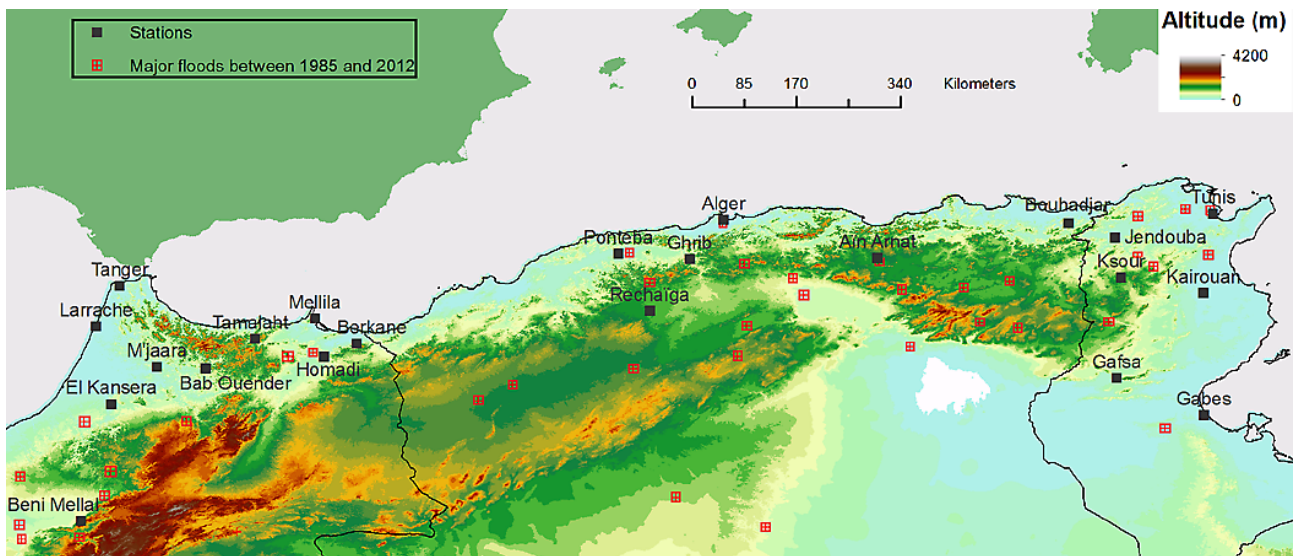 Stations
Major floods between 1985 and 2012
Altitude (m)
4200
0
0 85 170 340 Kilometers
Tunis
Bouhadjar
Alger
Jendouba
Ponteba
Ghrib
Ain Arnat
Ksour
Tanger
Kairouan
Rechaïga
Mellila
Larrache
Tamajaht
Berkane
M'jaara
Homadi
Bab Ouender
Gafsa
El Kansera
Gabes
Beni Mellal